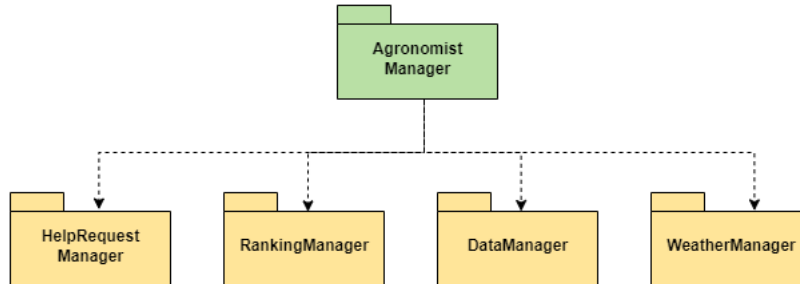 Agronomist
Manager
HelpRequest
Manager
RankingManager
DataManager
WeatherManager